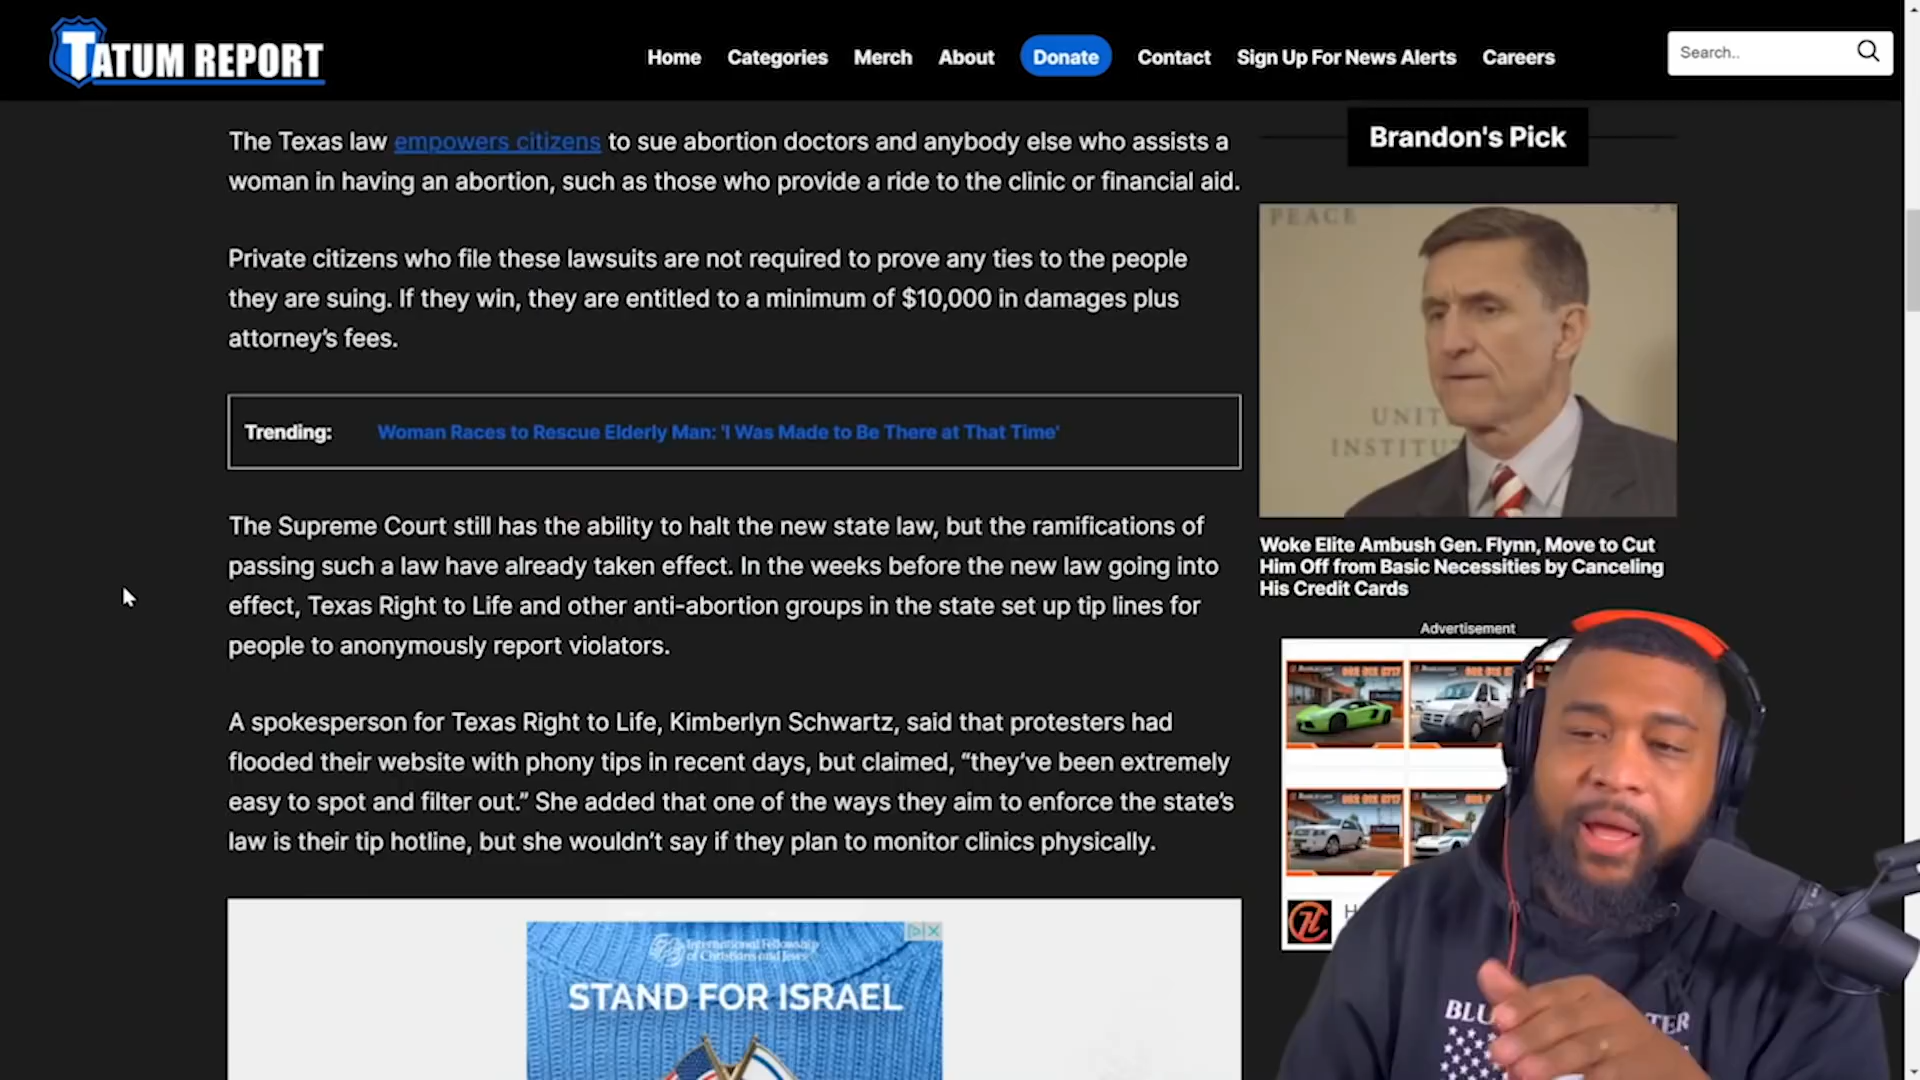 TATUM REPORT
Home Categories Merch About Donate Contact Sign Up For News Alerts Careers
Search..
The Texas law empowers citizens to sue abortion doctors and anybody else who assists a
woman in having an abortion, such as those who provide a ride to the clinic or financial aid.
Private citizens who file these lawsuits are not required to prove any ties to the people
they are suing. If they win, they are entitled to a minimum of $10,000 in damages plus
attorney’s fees.
Trending: Woman Races to Rescue Elderly Man: 'I Was Made to Be There at That Time'
The Supreme Court still has the ability to halt the new state law, but the ramifications of
passing such a law have already taken effect. In the weeks before the new law going into
effect, Texas Right to Life and other anti-abortion groups in the state set up tip lines for
people to anonymously report violators.
A spokesperson for Texas Right to Life, Kimberlyn Schwartz, said that protesters had
flooded their website with phony tips in recent days, but claimed, “they’ve been extremely
easy to spot and filter out.” She added that one of the ways they aim to enforce the state’s
law is their tip hotline, but she wouldn’t say if they plan to monitor clinics physically.
International Fellowship
of Christians and Jews
STAND FOR ISRAEL
Brandon's Pick
PEACE
UNIT
INSTITU
Woke Elite Ambush Gen. Flynn, Move to Cut
Him Off from Basic Necessities by Canceling
His Credit Cards
Advertisement
H
BLU
TER